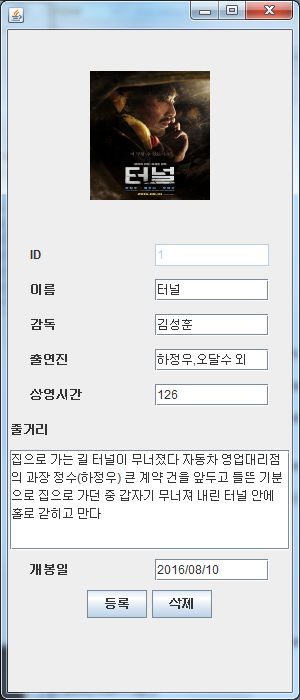 터널
ID
1
이름
터널
감독
김성훈
출연진
하정우,오달수 외
상영시간
126
줄거리
집으로 가는 길 터널이 무너졌다 자동차 영업대리점
의 과장 정수(하정우) 큰 계약 건을 앞두고 들뜬 기분
으로 집으로 가던 중 갑자기 무너져 내린 터널 안에
홀로 갇히고 만다
개봉일
2016/08/10
등록
삭제